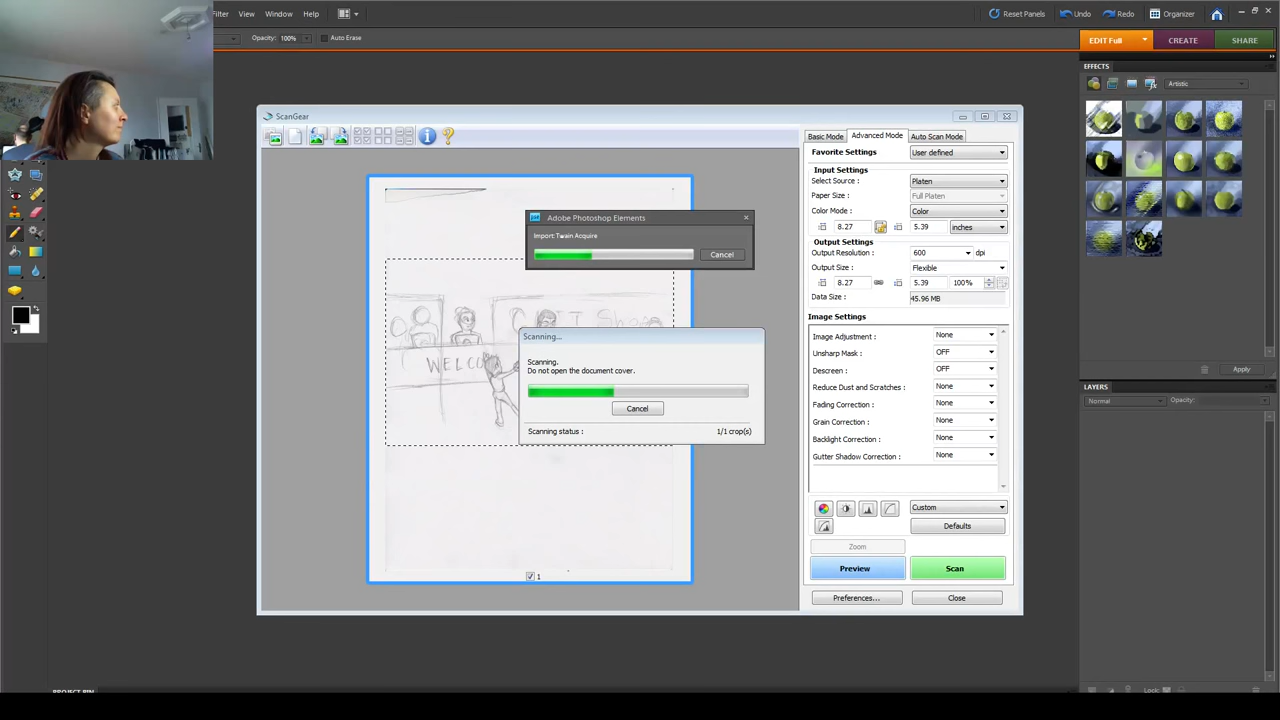 Filter View Window Help Reset Panels Undo Redo Organizer
Opacity: 100% Auto Erase EDIT Full CREATE SHARE
EFFECTS
Artistic
ScanGear
Basic Mode Advanced Mode Auto Scan Mode
Favorite Settings User defined
Input Settings
Select Source : Platen
Paper Size : Full Platen
Color Mode : Color
8.27 5.39 inches
Output Settings
Output Resolution : 600 dpi
Output Size : Flexible
8.27 5.39 100%
Data Size : 45.96 MB
Image Settings
Image Adjustment : None
Unsharp Mask : OFF
Descreen : OFF
Reduce Dust and Scratches : None
Fading Correction : None
Grain Correction : None
Backlight Correction : None
Gutter Shadow Correction : None
Custom
Defaults
Zoom
Preview Scan
Preferences... Close
Adobe Photoshop Elements
Import: Twain Acquire
Cancel
WELCO
Scanning...
Scanning.
Do not open the document cover.
Cancel
Scanning status : 1/1 crop(s)
1
Apply
LAYERS
Normal Opacity:
Lock:
PROJECT BIN